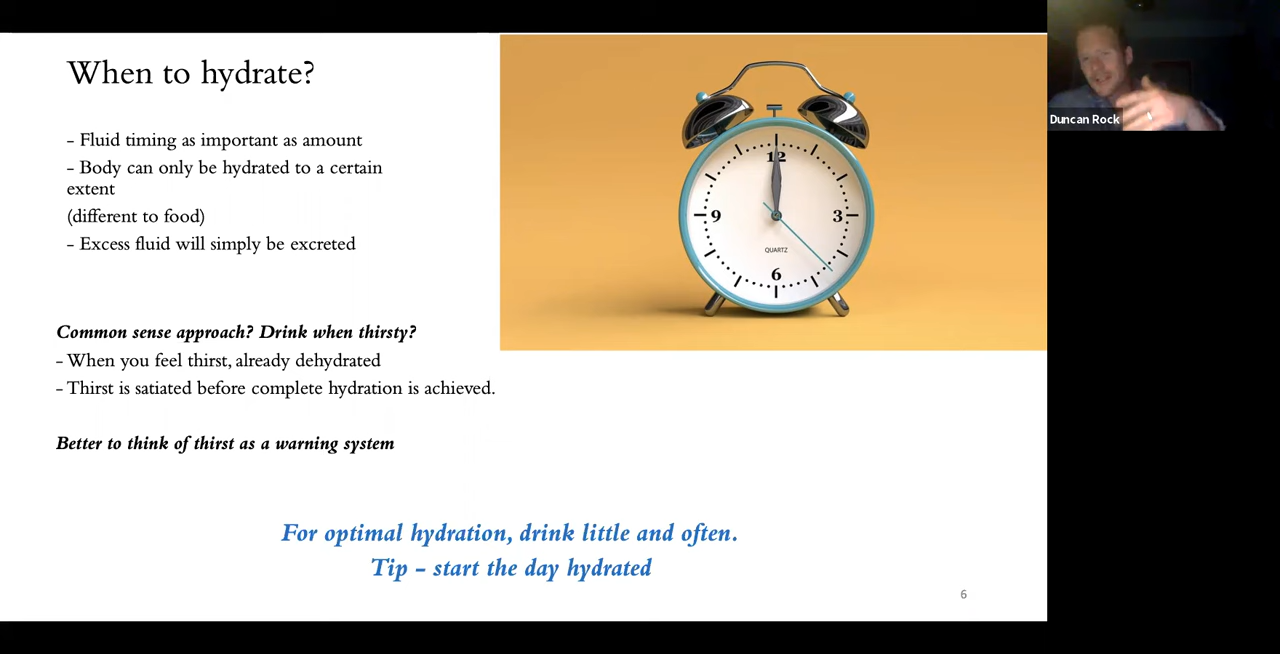 When to hydrate?
- Fluid timing as important as amount
- Body can only be hydrated to a certain
extent
(different to food)
- Excess fluid will simply be excreted
12
9
3
QUARTZ
6
Duncan Rock
Common sense approach? Drink when thirsty?
- When you feel thirst, already dehydrated
- Thirst is satiated before complete hydration is achieved.
Better to think of thirst as a warning system
For optimal hydration, drink little and often.
Tip – start the day hydrated
6